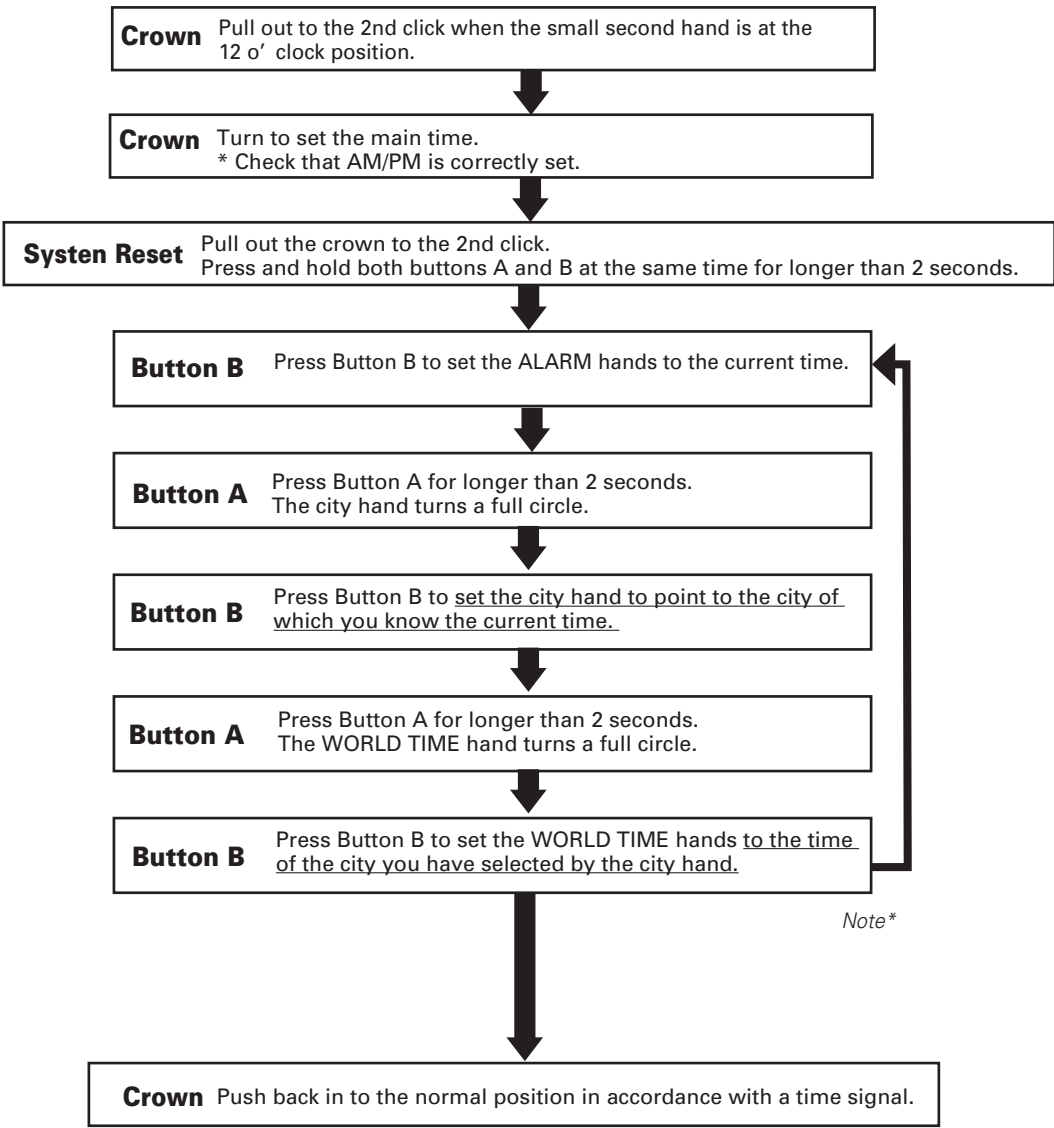 Crown Pull out to the 2nd click when the small second hand is at the
12 o' clock position.
Crown Turn to set the main time.
* Check that AM/PM is correctly set.
Systen Reset Pull out the crown to the 2nd click.
Press and hold both buttons A and B at the same time for longer than 2 seconds.
Button B Press Button B to set the ALARM hands to the current time.
Button A Press Button A for longer than 2 seconds.
The city hand turns a full circle.
Button B Press Button B to set the city hand to point to the city of
which you know the current time.
Button A Press Button A for longer than 2 seconds.
The WORLD TIME hand turns a full circle.
Button B Press Button B to set the WORLD TIME hands to the time
of the city you have selected by the city hand.
Note*
Crown Push back in to the normal position in accordance with a time signal.